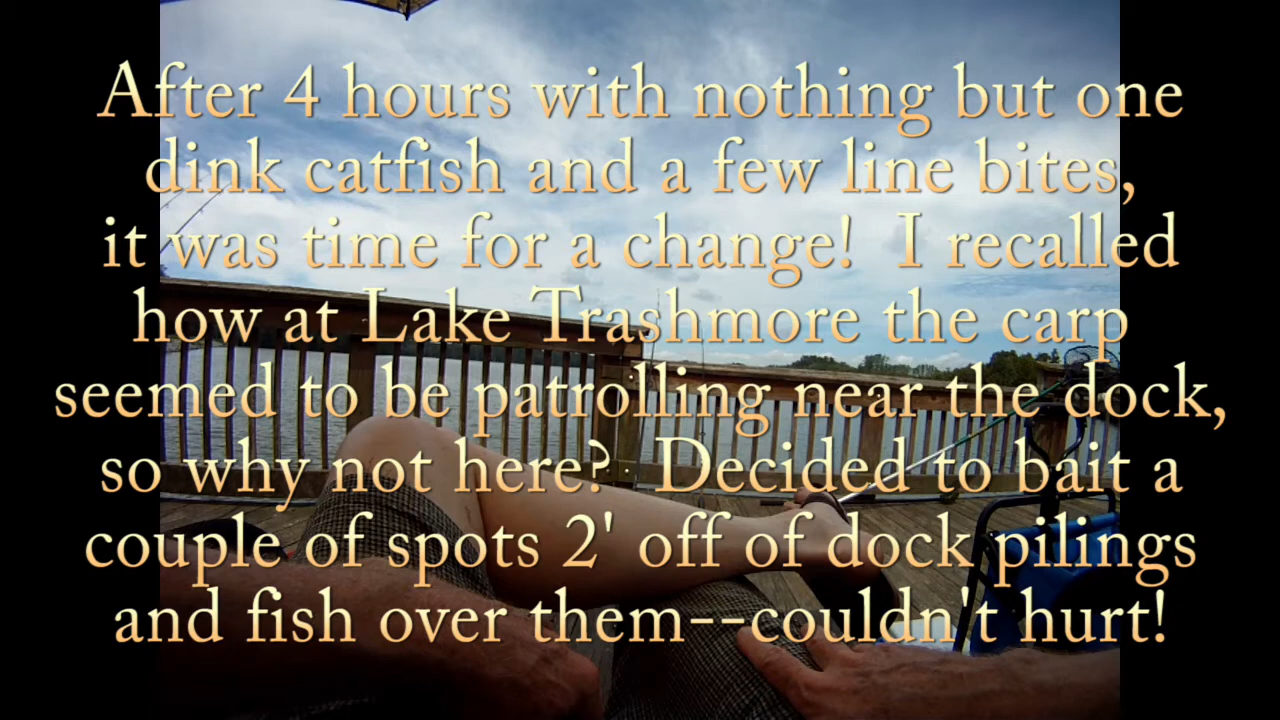 After 4 hours with nothing but one
dink catfish and a few line bites,
it was time for a change!  I recalled
how at Lake Trashmore the carp
seemed to be patrolling near the dock,
so why not here?  Decided to bait a
couple of spots 2' off of dock pilings
and fish over them--couldn't hurt!